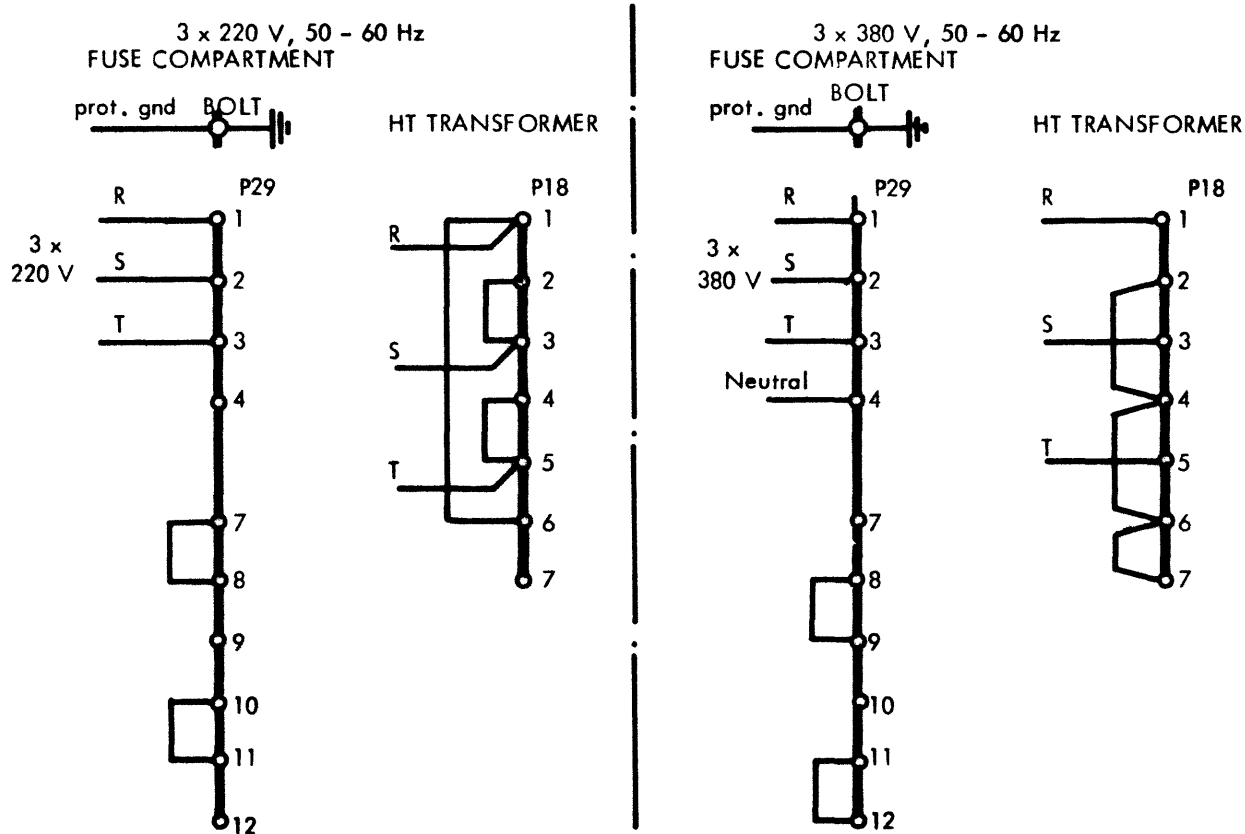 3 x 220 V, 50 - 60 Hz
FUSE COMPARTMENT
prot. gnd BOLT
HT TRANSFORMER
P29
R
1
3 x
220 V
S
2
T
3
4
7
8
9
10
11
12
P18
1
R
2
3
S
4
5
T
6
7
3 x 380 V, 50 - 60 Hz
FUSE COMPARTMENT
BOLT
prot. gnd
HT TRANSFORMER
P29
R
1
3 x
380 V
S
2
T
3
Neutral
4
7
8
9
10
11
12
P18
R
1
2
S
3
4
T
5
6
7